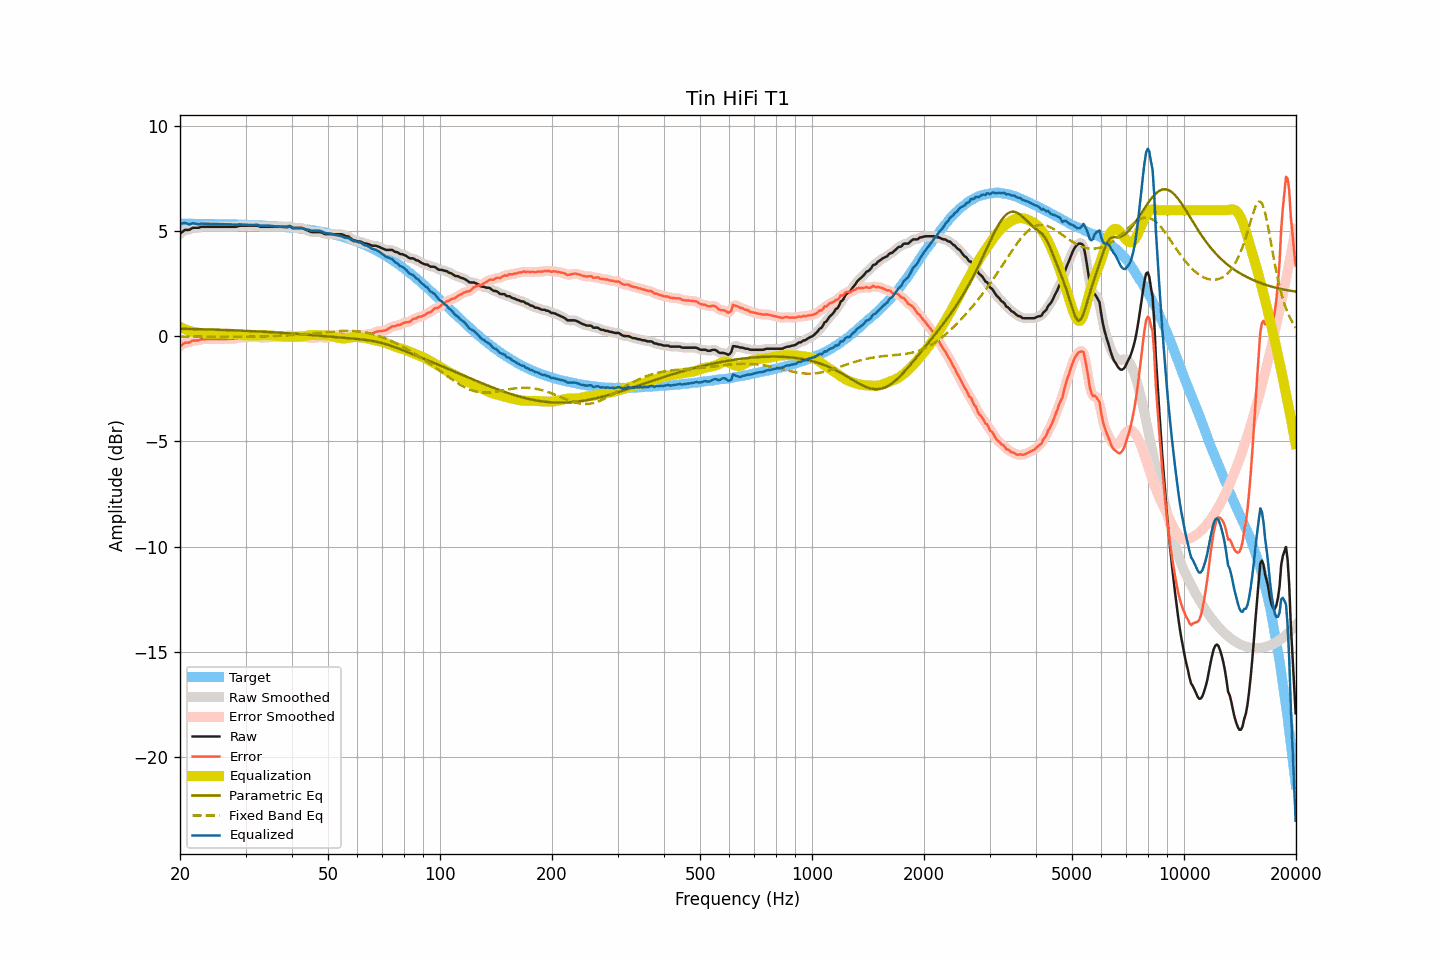 Tin HiFi T1
10
5
0
−5
−10
−15
−20
Amplitude (dBr)
Target
Raw Smoothed
Error Smoothed
Raw
Error
Equalization
Parametric Eq
Fixed Band Eq
Equalized
20 50 100 200 500 1000 2000 5000 10000 20000
Frequency (Hz)